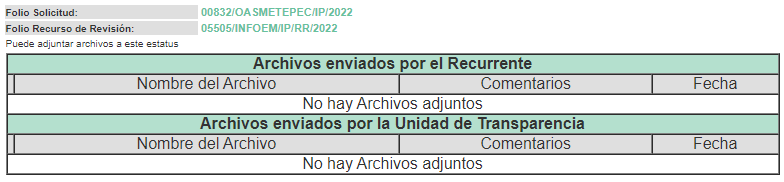 Folio Solicitud: 00832/OASMETEPEC/IP/2022
Folio Recurso de Revisión: 05505/INFOEM/IP/RR/2022
Puede adjuntar archivos a este estatus
Archivos enviados por el Recurrente
Nombre del Archivo Comentarios Fecha
No hay Archivos adjuntos
Archivos enviados por la Unidad de Transparencia
Nombre del Archivo Comentarios Fecha
No hay Archivos adjuntos